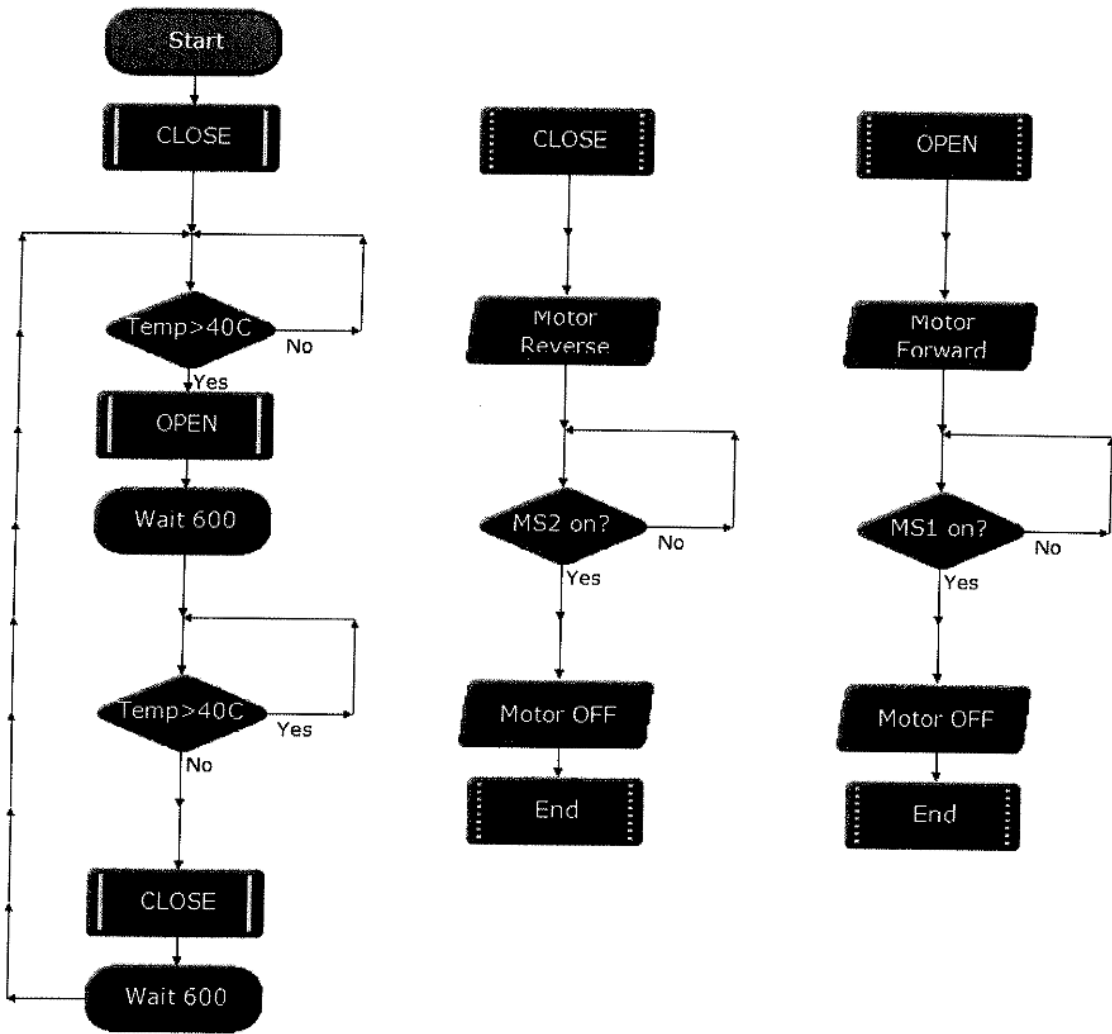 Start
CLOSE
Temp>40C
No
Yes
OPEN
Wait 600
Temp>40C
Yes
No
CLOSE
Wait 600
CLOSE
Motor
Reverse
MS2 on?
No
Yes
Motor OFF
End
OPEN
Motor
Forward
MS1 on?
No
Yes
Motor OFF
End